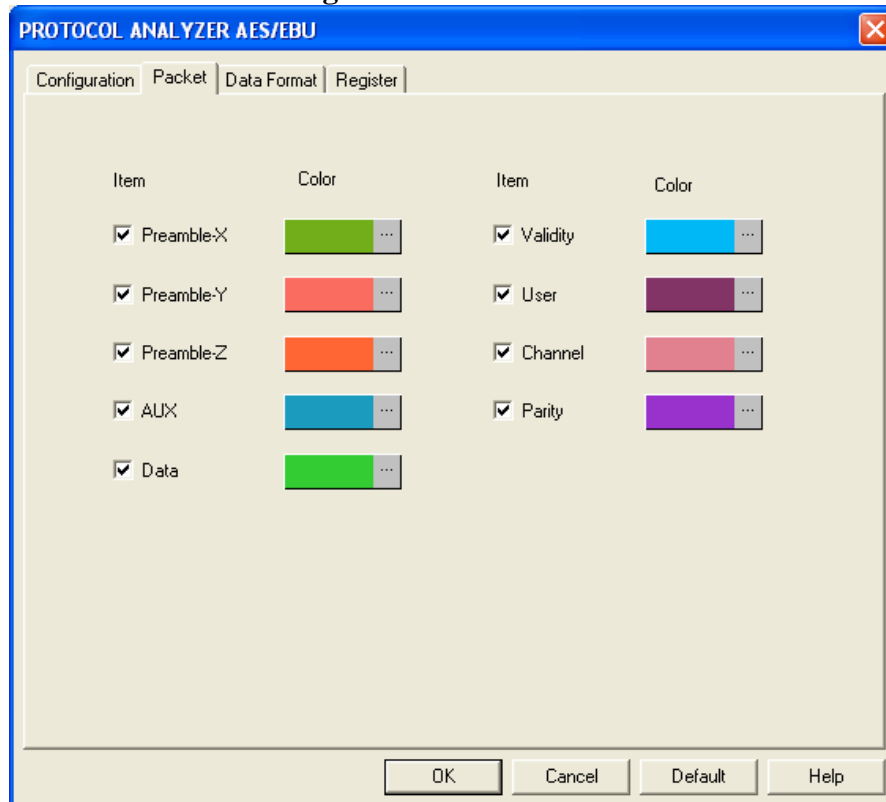 PROTOCOL ANALYZER AES/EBU
Configuration Packet Data Format Register
Item Color Item Color
Preamble-X ... Validity ...
Preamble-Y ... User ...
Preamble-Z ... Channel ...
AUX ... Parity ...
Data ...
OK Cancel Default Help